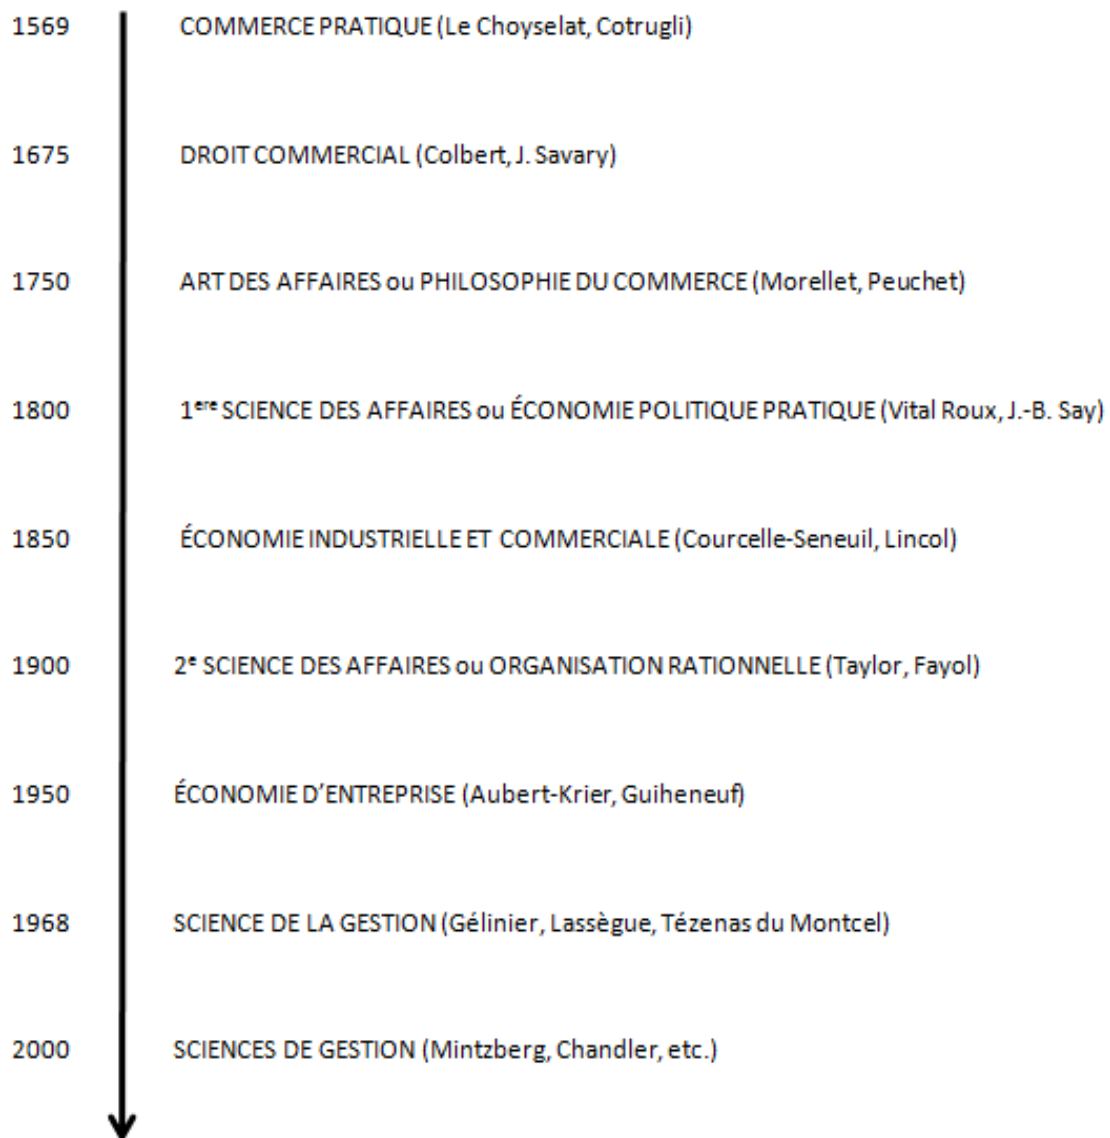 1569 COMMERCE PRATIQUE (Le Choyselat, Cotrugli)
1675 DROIT COMMERCIAL (Colbert, J. Savary)
1750 ART DES AFFAIRES ou PHILOSOPHIE DU COMMERCE (Morellet, Peuchet)
1800 1ere SCIENCE DES AFFAIRES ou ÉCONOMIE POLITIQUE PRATIQUE (Vital Roux, J.-B. Say)
1850 ÉCONOMIE INDUSTRIELLE ET COMMERCIALE (Courcelle-Seneuil, Lincol)
1900 2e SCIENCE DES AFFAIRES ou ORGANISATION RATIONNELLE (Taylor, Fayol)
1950 ÉCONOMIE D'ENTREPRISE (Aubert-Krier, Guiheneuf)
1968 SCIENCE DE LA GESTION (Gélinier, Lassègue, Tézenas du Montcel)
2000 SCIENCES DE GESTION (Mintzberg, Chandler, etc.)